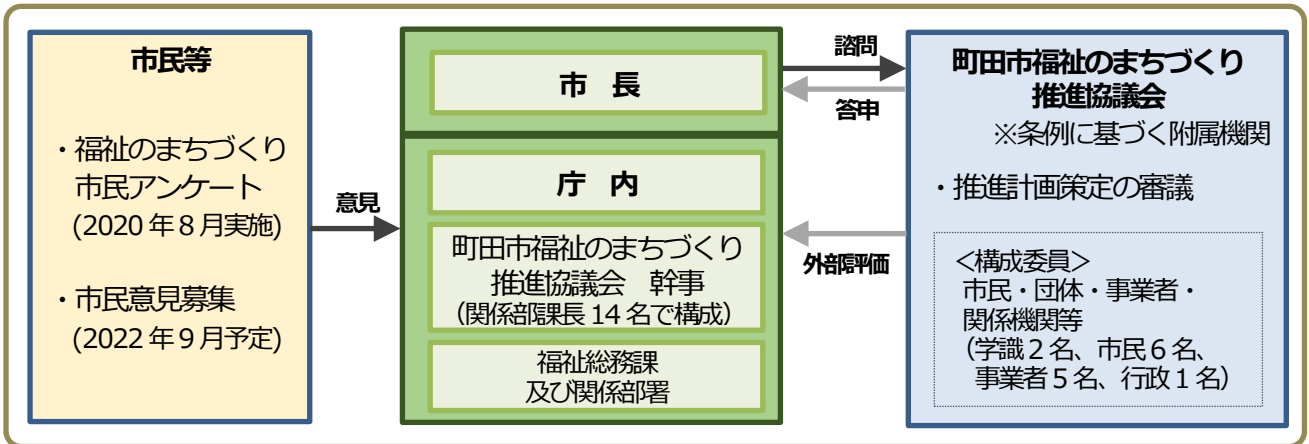 市民等
・福祉のまちづくり
市民アンケート
(2020年8月実施)
・市民意見募集
(2022年9月予定)
意見
市 長
庁 内
町田市福祉のまちづくり
推進協議会 幹事
（関係部課長14名で構成）
福祉総務課
及び関係部署
諮問
答申
外部評価
町田市福祉のまちづくり
推進協議会
※条例に基づく附属機関
・推進計画策定の審議
＜構成委員＞
市民・団体・事業者・
関係機関等
（学識２名、市民６名、
事業者５名、行政１名）